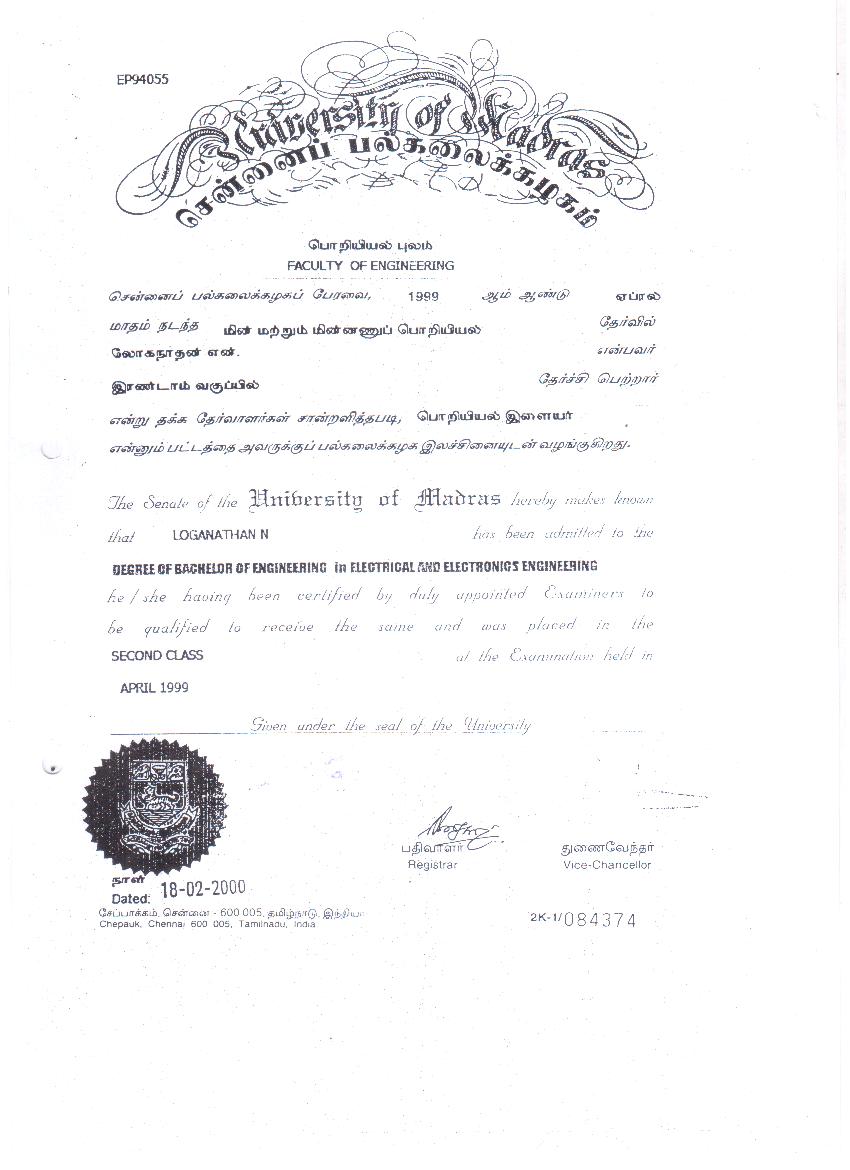 EP94055
University of Madras
சென்னைப் பல்கலைக்கழகம்
பொறியியல் புலம்
FACULTY OF ENGINEERING
சென்னைப் பல்கலைக்கழகப் பேரவை, 1999 ஆம் ஆண்டு ஏப்ரல்
மாதம் நடந்த மின் மற்றும் மின்னணுப் பொறியியல் தேர்வில்
லோகநாதன் என். என்பவர்
இரண்டாம் வகுப்பில் தேர்ச்சி பெற்றார்
என்று தக்க தேர்வாளர்கள் சான்றளித்தபடி, பொறியியல் இளையர்
என்னும் பட்டத்தை அவருக்குப் பல்கலைக்கழக இலச்சினையுடன் வழங்குகிறது.
The Senate of the University of Madras hereby makes known
that LOGANATHAN N has been admitted to the
DEGREE OF BACHELOR OF ENGINEERING in ELECTRICAL AND ELECTRONICS ENGINEERING
he / she having been certified by duly appointed Examiners to
be qualified to receive the same and was placed in the
SECOND CLASS at the Examination held in
APRIL 1999
Given under the seal of the University
பதிவாளர் துணைவேந்தர்
Registrar Vice-Chancellor
நாள்
Dated: 18-02-2000
சேப்பாக்கம், சென்னை - 600 005, தமிழ்நாடு, இந்தியா
Chepauk, Chennai 600 005, Tamilnadu, India
2K-1/084374